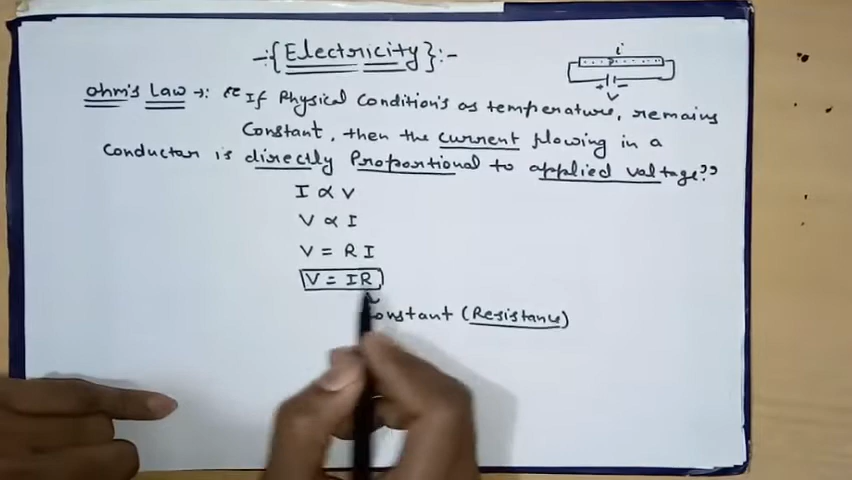 -:{Electricity}:-
i
+ -
V
ohm's Law →: "If Physical Condition's as temperature, remains
Constant, then the current flowing in a
Conductor is directly Proportional to applied voltage"
I ∝ V
V ∝ I
V = R I
V = IR
onstant (Resistance)